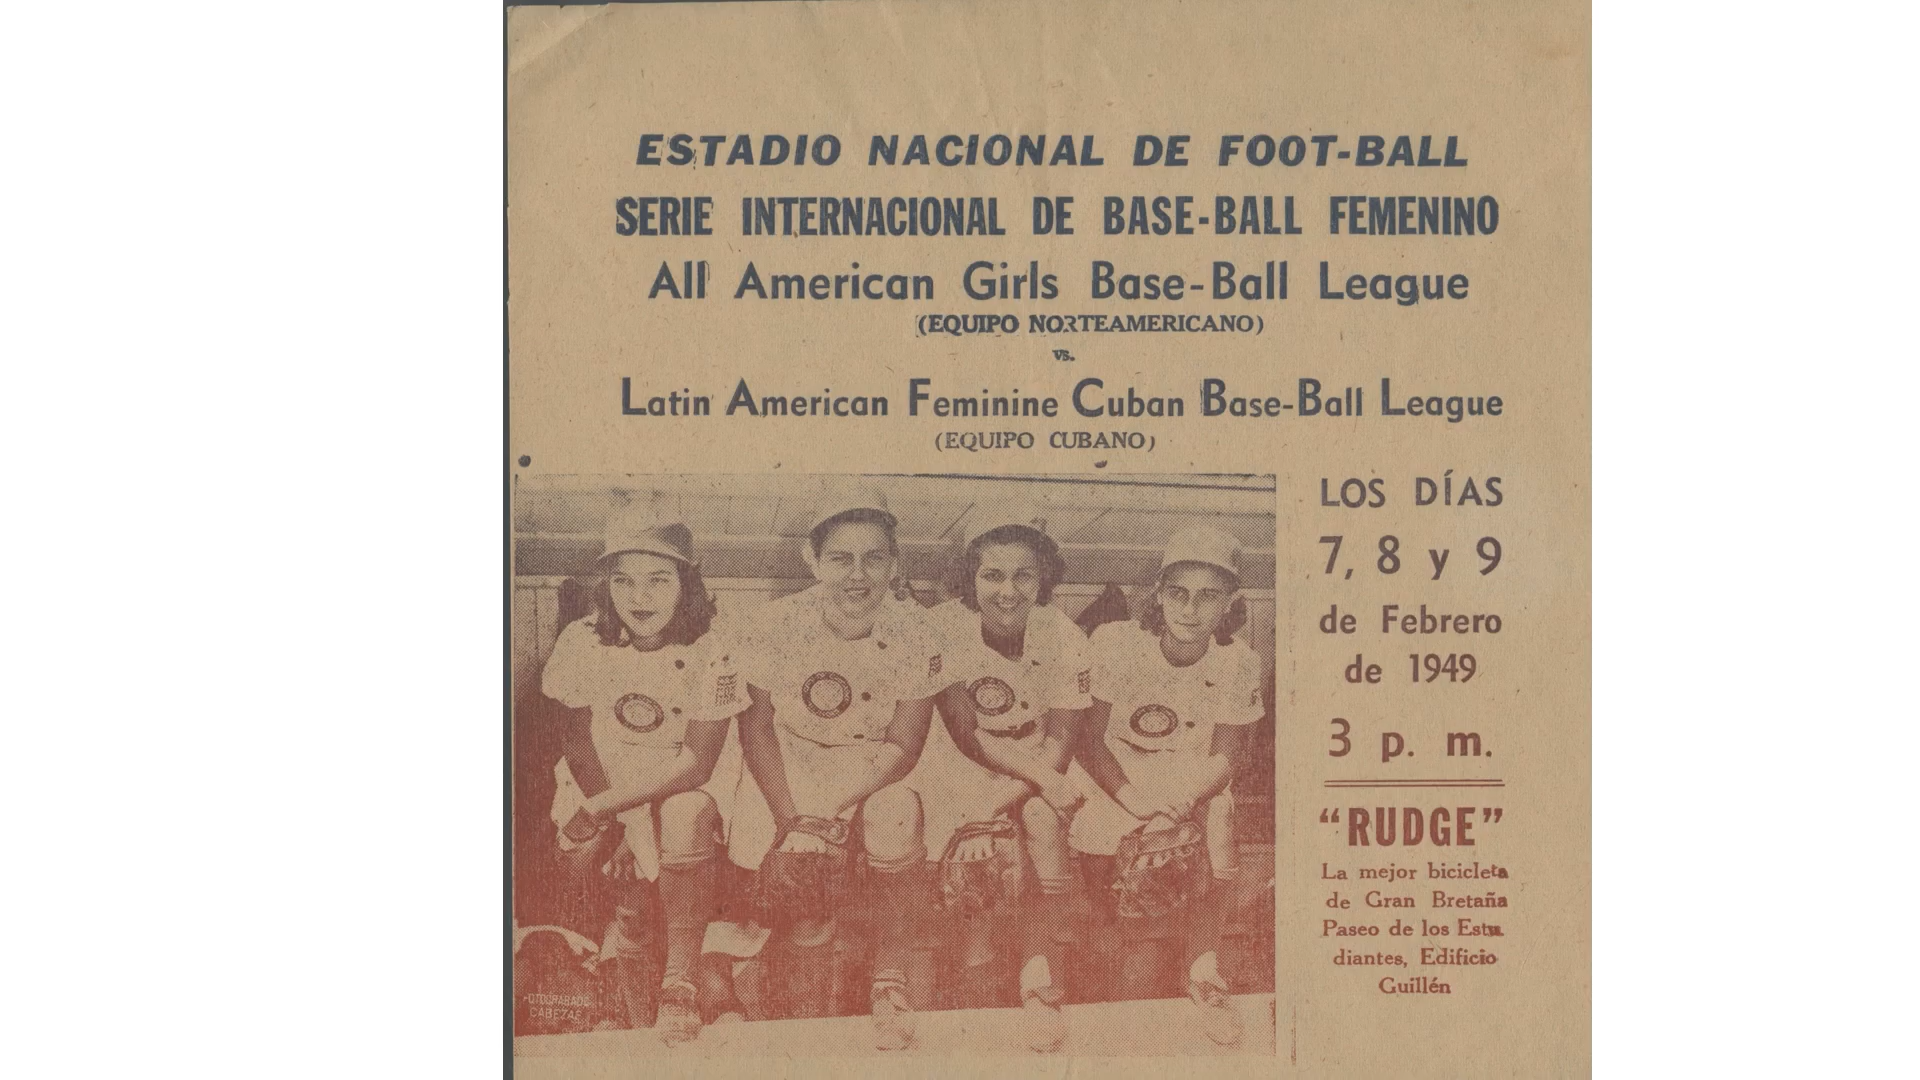 ESTADIO NACIONAL DE FOOT-BALL
SERIE INTERNACIONAL DE BASE-BALL FEMENINO
All American Girls Base-Ball League
(EQUIPO NORTEAMERICANO)
vs.
Latin American Feminine Cuban Base-Ball League
(EQUIPO CUBANO)
LOS DÍAS
7, 8 y 9
de Febrero
de 1949
3 p. m.
“RUDGE”
La mejor bicicleta
de Gran Bretaña
Paseo de los Estu
diantes, Edificio
Guillén
FOTOGRABADO
CABEZAS